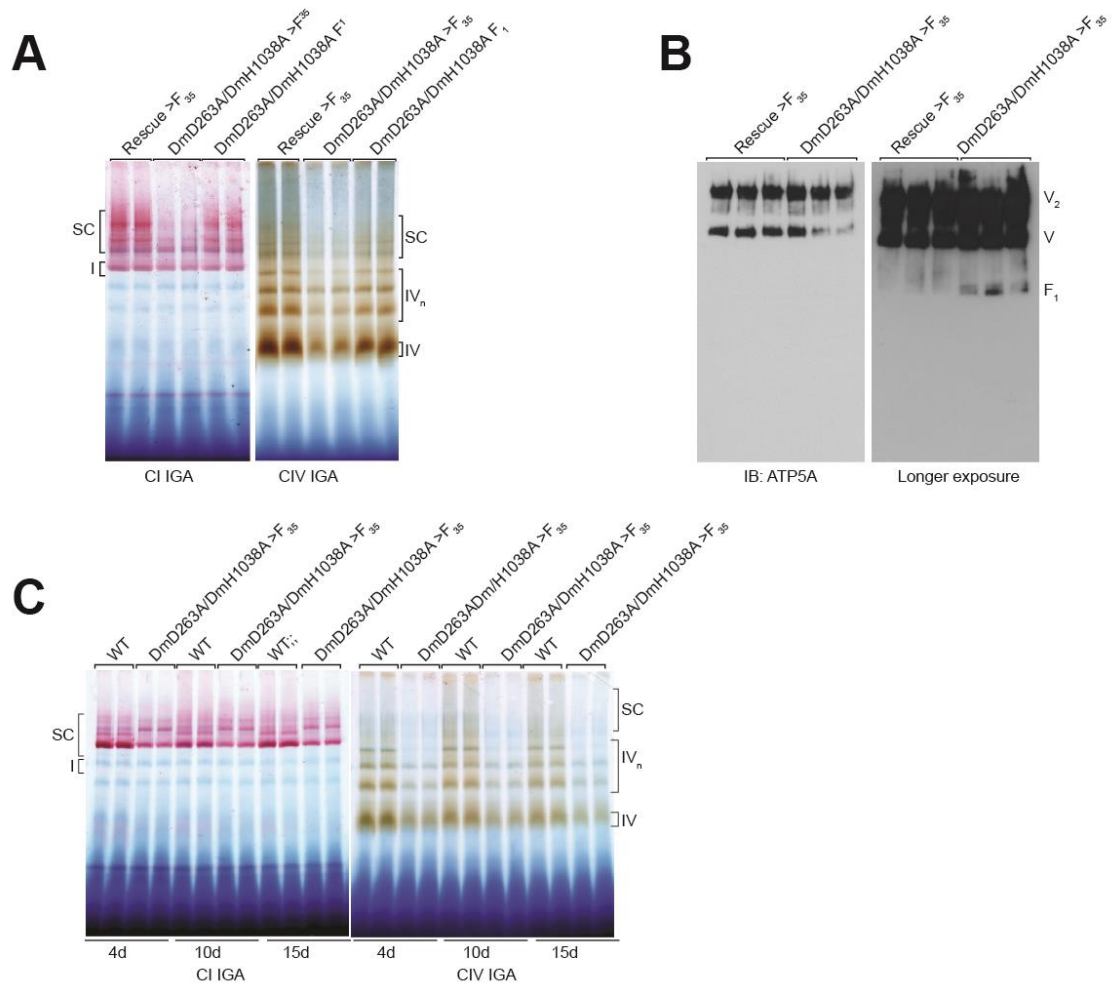 A
Rescue >F35
DmD263A/DmH1038A >F35
DmD263A/DmH1038A F1
Rescue >F35
DmD263A/DmH1038A >F35
DmD263A/DmH1038A F1
SC
I
SC
IVn
IV
CI IGA
CIV IGA
B
Rescue >F35
DmD263A/DmH1038A >F35
Rescue >F35
DmD263A/DmH1038A >F35
V2
V
F1
IB: ATP5A
Longer exposure
C
WT
DmD263A/DmH1038A >F35
WT
DmD263A/DmH1038A >F35
WT;;
DmD263A/DmH1038A >F35
WT
DmD263ADm/H1038A >F35
WT
DmD263A/DmH1038A >F35
WT
DmD263A/DmH1038A >F35
SC
I
SC
IVn
IV
4d
10d
15d
4d
10d
15d
CI IGA
CIV IGA